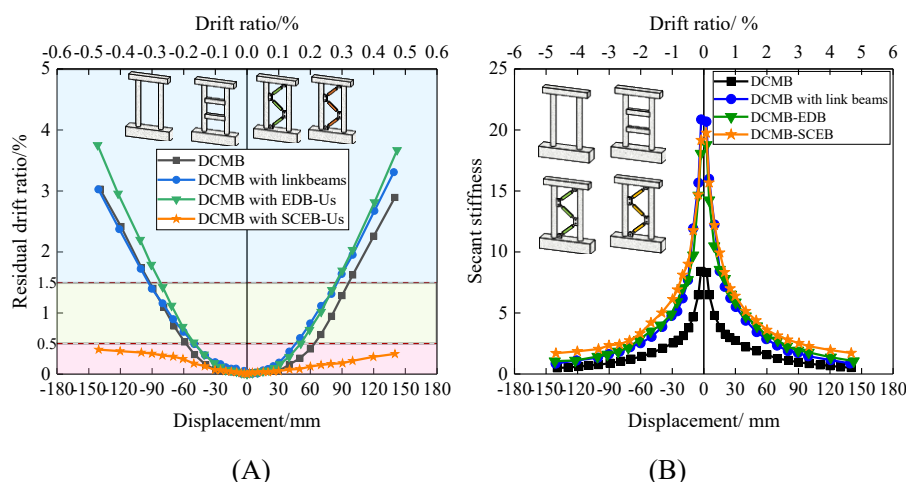 Drift ratio/%
-0.6 -0.5 -0.4 -0.3 -0.2 -0.1 0.0 0.1 0.2 0.3 0.4 0.5 0.6
5
4
3
2
1.5
1
0.5
0
Residual drift ratio/%
DCMB
DCMB with linkbeams
DCMB with EDB-Us
DCMB with SCEB-Us
-180 -150 -120 -90 -60 -30 0 30 60 90 120 150 180
Displacement/mm
(A)
Drift ratio/ %
-6 -5 -4 -3 -2 -1 0 1 2 3 4 5 6
25
20
15
10
5
0
Secant stiffness
DCMB
DCMB with link beams
DCMB-EDB
DCMB-SCEB
-180 -150 -120 -90 -60 -30 0 30 60 90 120 150 180
Displacement/ mm
(B)